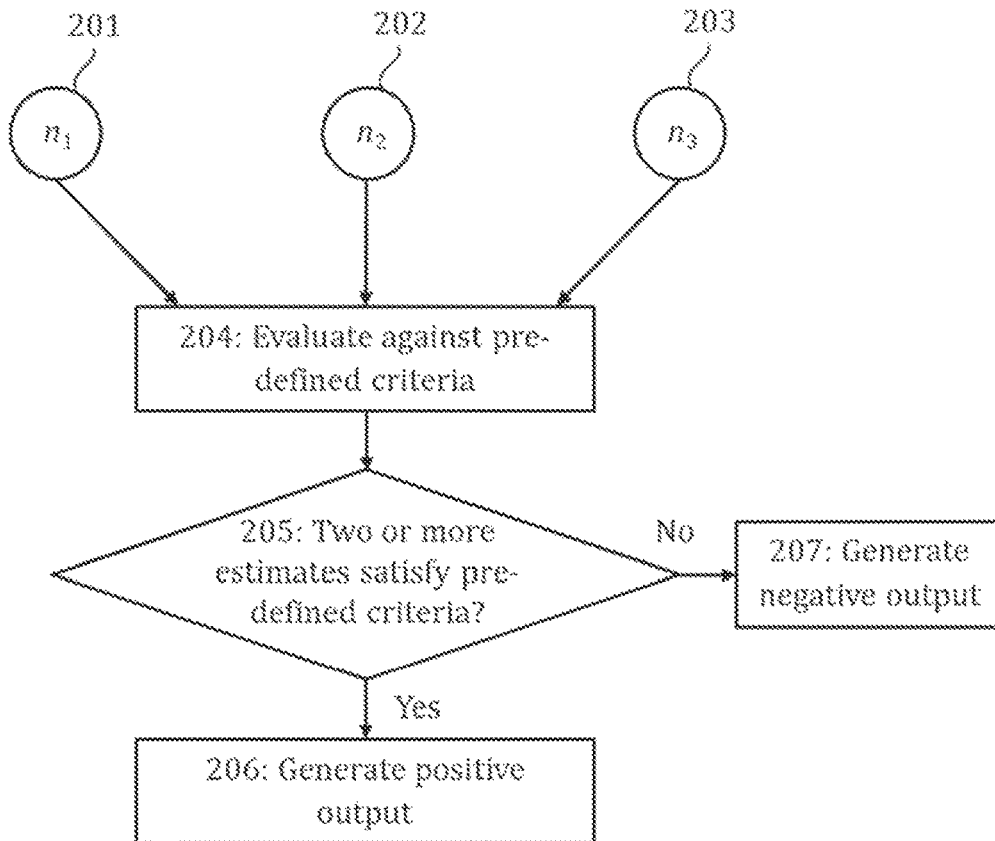 201
202
203
n₁
n₂
n₃
204: Evaluate against pre-
defined criteria
205: Two or more
estimates satisfy pre-
defined criteria?
No
207: Generate
negative output
Yes
206: Generate positive
output